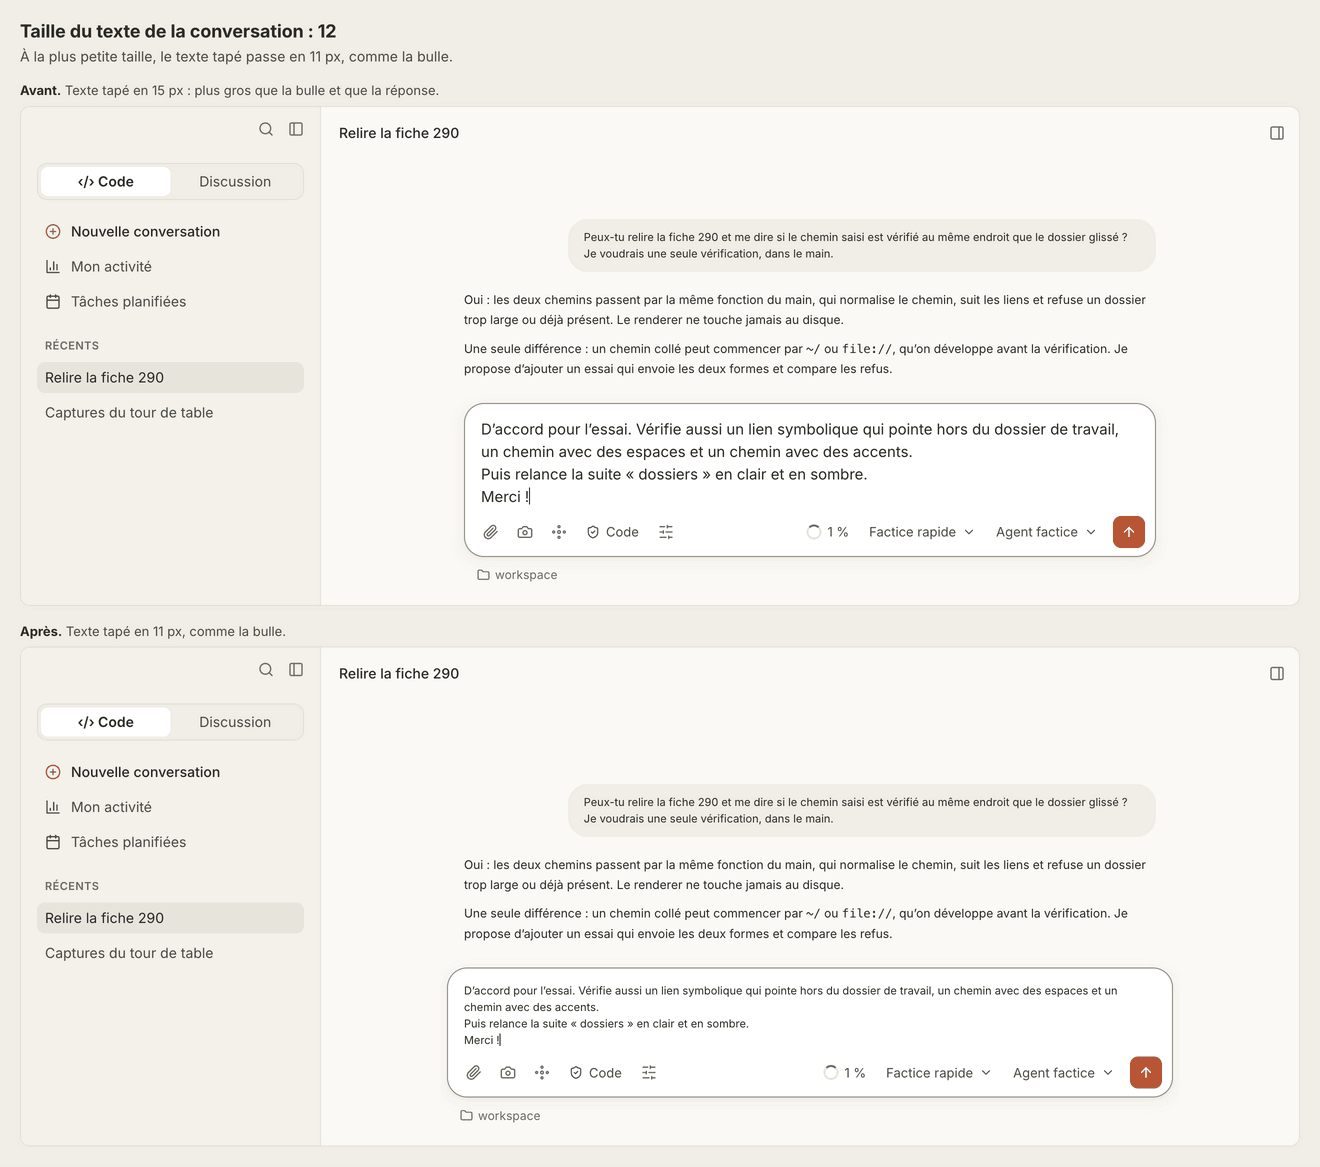 Taille du texte de la conversation : 12
À la plus petite taille, le texte tapé passe en 11 px, comme la bulle.
Avant. Texte tapé en 15 px : plus gros que la bulle et que la réponse.
Relire la fiche 290
</> Code
Discussion
Nouvelle conversation
Mon activité
Tâches planifiées
RÉCENTS
Relire la fiche 290
Captures du tour de table
Peux-tu relire la fiche 290 et me dire si le chemin saisi est vérifié au même endroit que le dossier glissé ?
Je voudrais une seule vérification, dans le main.
Oui : les deux chemins passent par la même fonction du main, qui normalise le chemin, suit les liens et refuse un dossier
trop large ou déjà présent. Le renderer ne touche jamais au disque.
Une seule différence : un chemin collé peut commencer par ~/ ou file://, qu’on développe avant la vérification. Je
propose d’ajouter un essai qui envoie les deux formes et compare les refus.
D’accord pour l’essai. Vérifie aussi un lien symbolique qui pointe hors du dossier de travail,
un chemin avec des espaces et un chemin avec des accents.
Puis relance la suite « dossiers » en clair et en sombre.
Merci !
Code
1 %
Factice rapide
Agent factice
workspace
Après. Texte tapé en 11 px, comme la bulle.
Relire la fiche 290
</> Code
Discussion
Nouvelle conversation
Mon activité
Tâches planifiées
RÉCENTS
Relire la fiche 290
Captures du tour de table
Peux-tu relire la fiche 290 et me dire si le chemin saisi est vérifié au même endroit que le dossier glissé ?
Je voudrais une seule vérification, dans le main.
Oui : les deux chemins passent par la même fonction du main, qui normalise le chemin, suit les liens et refuse un dossier
trop large ou déjà présent. Le renderer ne touche jamais au disque.
Une seule différence : un chemin collé peut commencer par ~/ ou file://, qu’on développe avant la vérification. Je
propose d’ajouter un essai qui envoie les deux formes et compare les refus.
D’accord pour l’essai. Vérifie aussi un lien symbolique qui pointe hors du dossier de travail, un chemin avec des espaces et un
chemin avec des accents.
Puis relance la suite « dossiers » en clair et en sombre.
Merci !
Code
1 %
Factice rapide
Agent factice
workspace